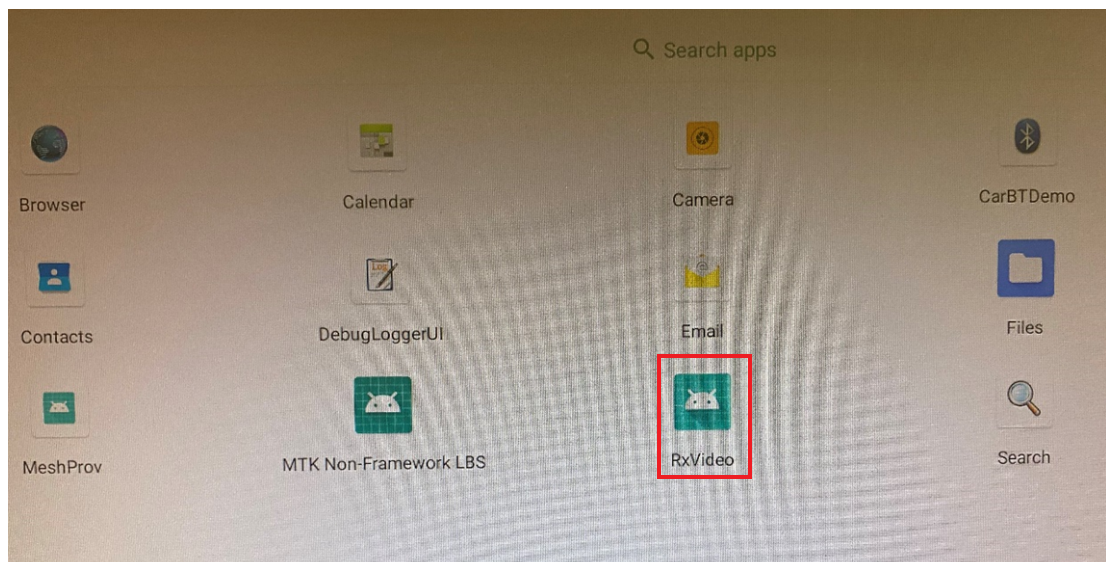 Search apps
Browser
Calendar
Camera
CarBTDemo
Contacts
DebugLoggerUI
Email
Files
MeshProv
MTK Non-Framework LBS
RxVideo
Search